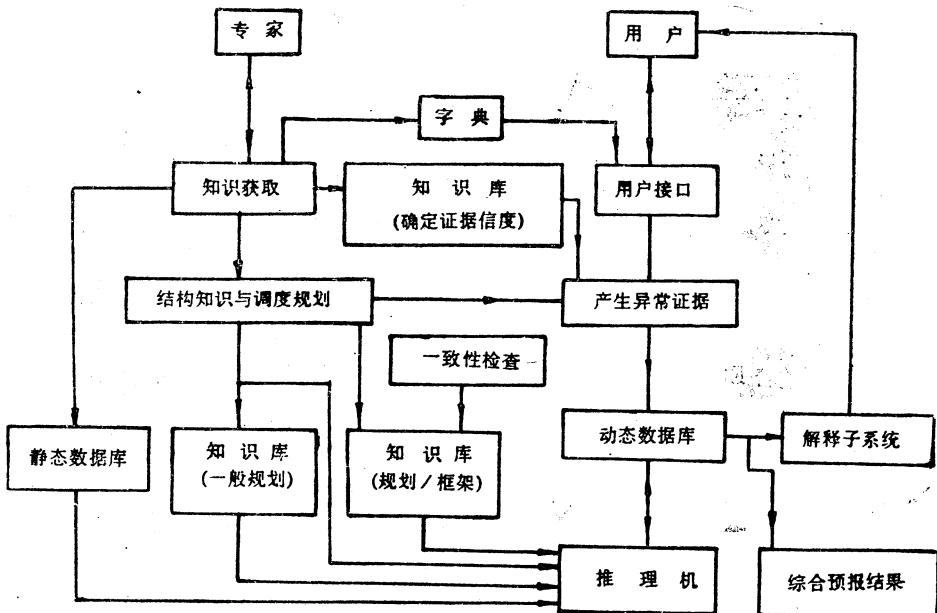 专家
用户
字典
知识获取
知识库
(确定证据信度)
用户接口
结构知识与调度规划
产生异常证据
一致性检查
静态数据库
知识库
(一般规划)
知识库
(规划/框架)
动态数据库
解释子系统
推理机
综合预报结果